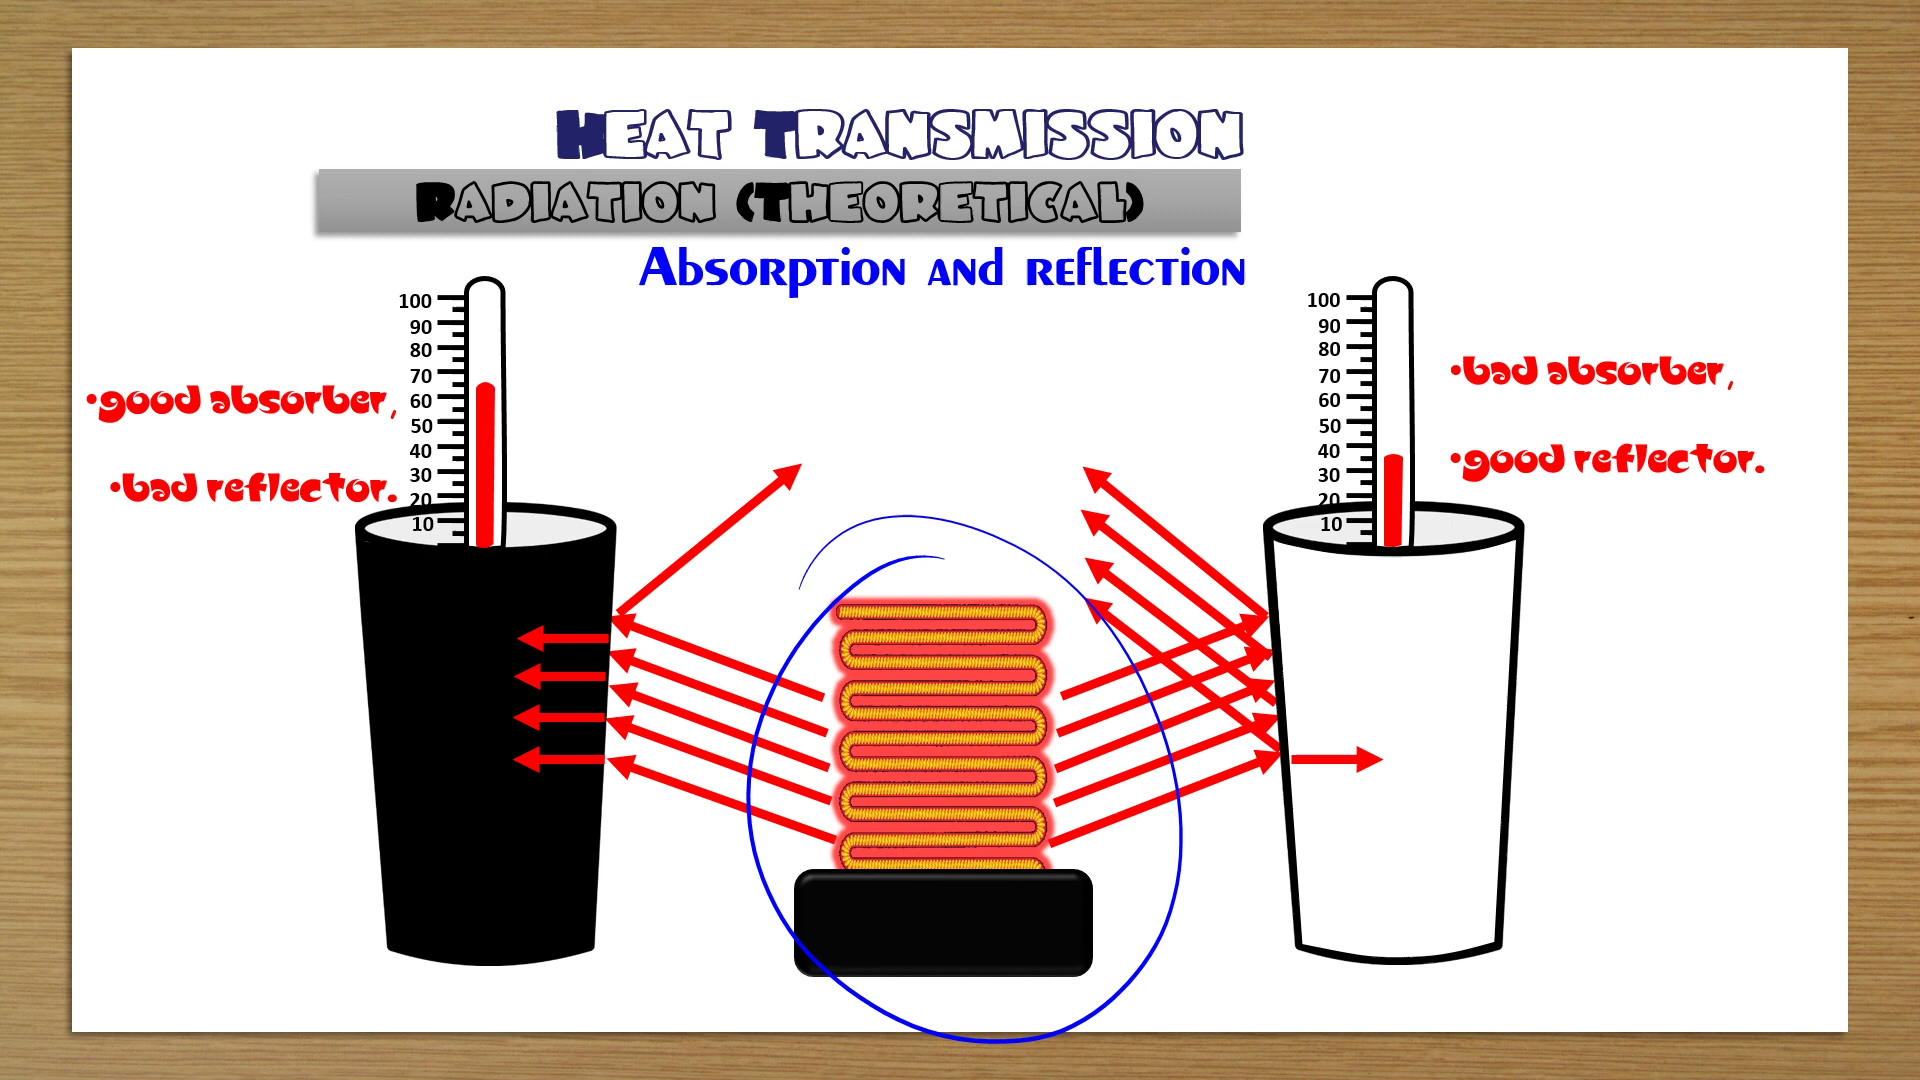 Heat Transmission
Radiation (Theoretical)
Absorption and reflection
•good absorber,
•bad reflector.
100
90
80
70
60
50
40
30
20
10
100
90
80
70
60
50
40
30
20
10
•bad absorber,
•good reflector.